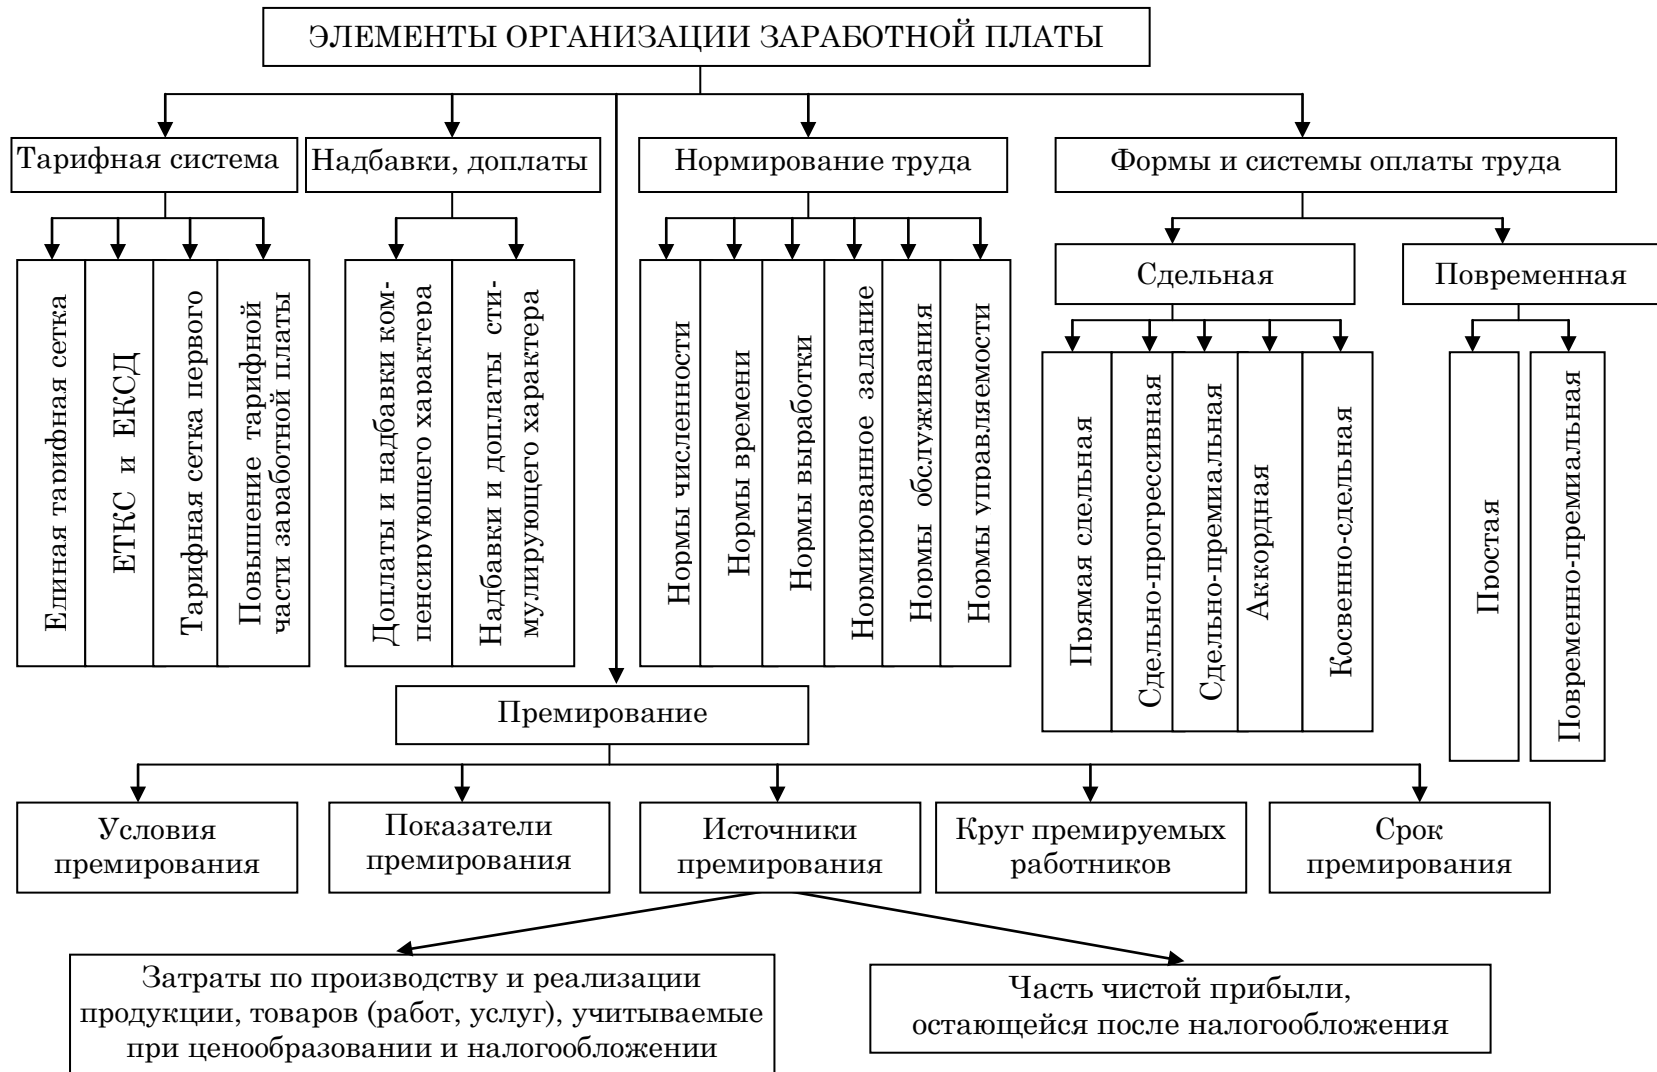 ЭЛЕМЕНТЫ ОРГАНИЗАЦИИ ЗАРАБОТНОЙ ПЛАТЫ
Тарифная система
Надбавки, доплаты
Нормирование труда
Формы и системы оплаты труда
Сдельная
Повременная
Елиная тарифная сетка
ЕТКС и ЕКСД
Тарифная сетка первого
Повышение тарифной
части заработной платы
Доплаты и надбавки ком-
пенсирующего характера
Надбавки и доплаты сти-
мулирующего характера
Нормы численности
Нормы времени
Нормы выработки
Нормированное задание
Нормы обслуживания
Нормы управляемости
Прямая сдельная
Сдельно-прогрессивная
Сдельно-премиальная
Аккордная
Косвенно-сдельная
Простая
Повременно-премиальная
Премирование
Условия
премирования
Показатели
премирования
Источники
премирования
Круг премируемых
работников
Срок
премирования
Затраты по производству и реализации
продукции, товаров (работ, услуг), учитываемые
при ценообразовании и налогообложении
Часть чистой прибыли,
остающейся после налогообложения